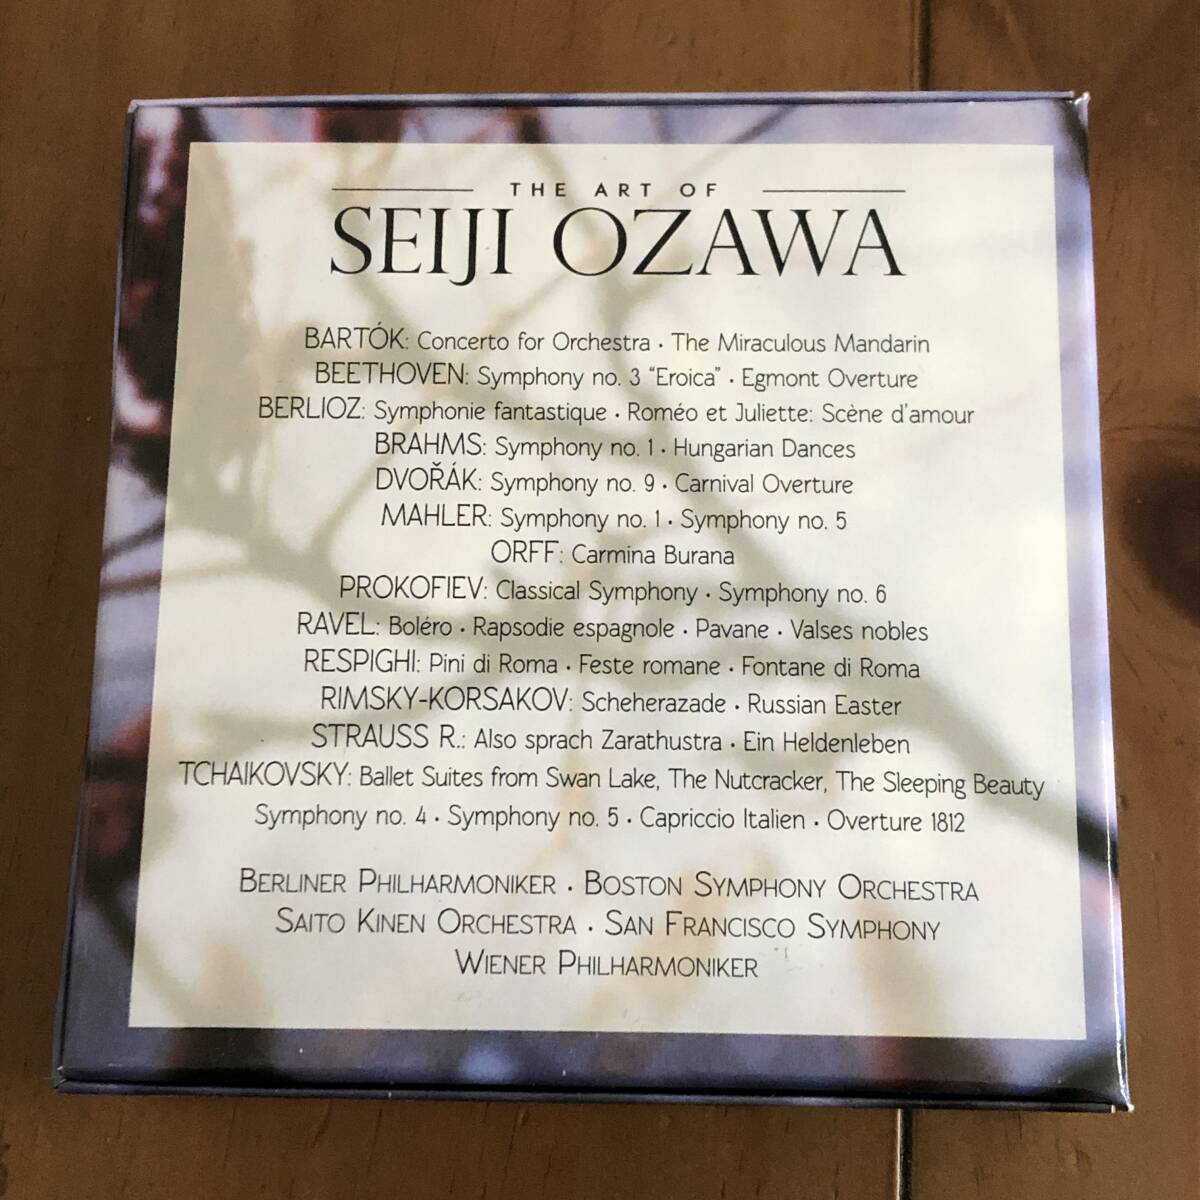 THE ART OF
SEIJI OZAWA
BARTÓK: Concerto for Orchestra · The Miraculous Mandarin
BEETHOVEN: Symphony no. 3 “Eroica” · Egmont Overture
BERLIOZ: Symphonie fantastique · Roméo et Juliette: Scène d’amour
BRAHMS: Symphony no. 1 · Hungarian Dances
DVOŘÁK: Symphony no. 9 · Carnival Overture
MAHLER: Symphony no. 1 · Symphony no. 5
ORFF: Carmina Burana
PROKOFIEV: Classical Symphony · Symphony no. 6
RAVEL: Boléro · Rapsodie espagnole · Pavane · Valses nobles
RESPIGHI: Pini di Roma · Feste romane · Fontane di Roma
RIMSKY-KORSAKOV: Scheherazade · Russian Easter
STRAUSS R.: Also sprach Zarathustra · Ein Heldenleben
TCHAIKOVSKY: Ballet Suites from Swan Lake, The Nutcracker, The Sleeping Beauty
Symphony no. 4 · Symphony no. 5 · Capriccio Italien · Overture 1812
BERLINER PHILHARMONIKER · BOSTON SYMPHONY ORCHESTRA
SAITO KINEN ORCHESTRA · SAN FRANCISCO SYMPHONY
WIENER PHILHARMONIKER